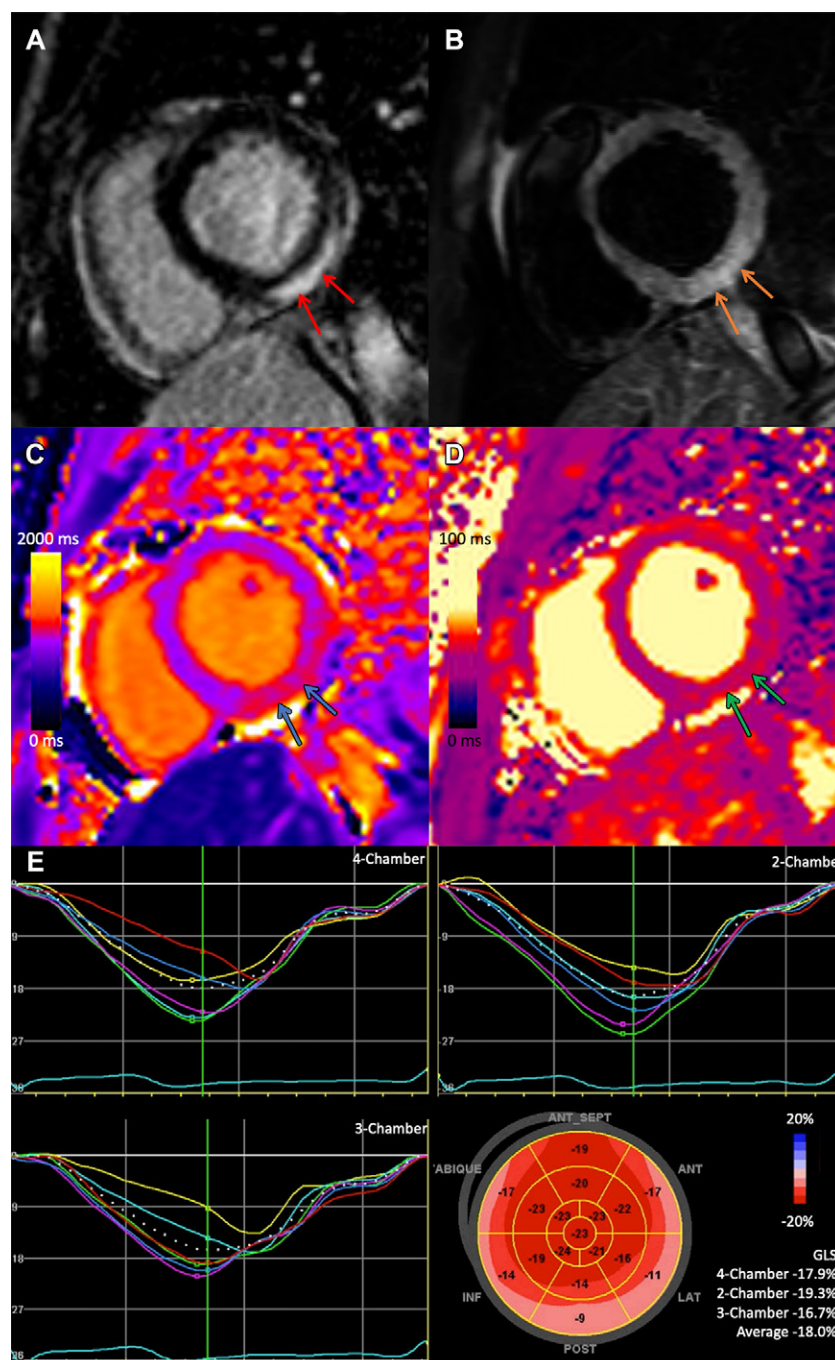 A
B
C
2000 ms
0 ms
D
100 ms
0 ms
E
4-Chamber
-9
-18
-27
2-Chambe
-9
-18
-27
3-Chamber
-9
-18
-27
ANT_SEPT
TABIQUE
ANT
INF
LAT
POST
-19
-17
-17
-20
-23
-22
-23
-23
-23
-24
-21
-19
-16
-14
-14
-11
-9
20%
-20%
GLS
4-Chamber -17.9%
2-Chamber -19.3%
3-Chamber -16.7%
Average -18.0%